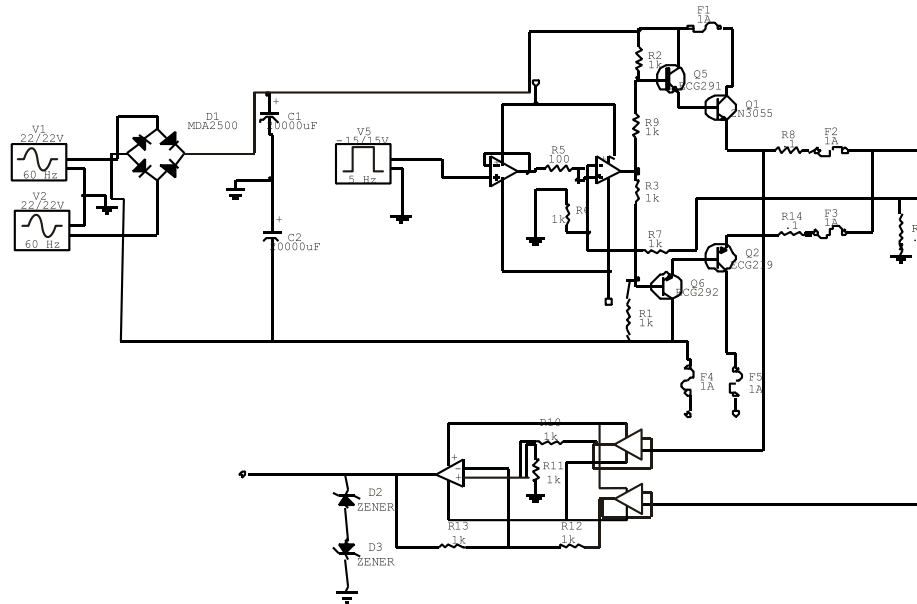 F1
1A
R2
1k
Q5
ECG291
Q1
2N3055
D1
MDA2500
C1
20000uF
V1
22/22V
60 Hz
V5
-15/15V
5 Hz
R9
1k
R8
.1
F2
1A
R5
100
R3
1k
V2
22/22V
60 Hz
R6
1k
C2
20000uF
R7
1k
R14
.1
F3
1A
Q2
ECG219
Q6
ECG292
R1
1k
F4
1A
F5
1A
R10
1k
R11
1k
D2
ZENER
R13
1k
R12
1k
D3
ZENER